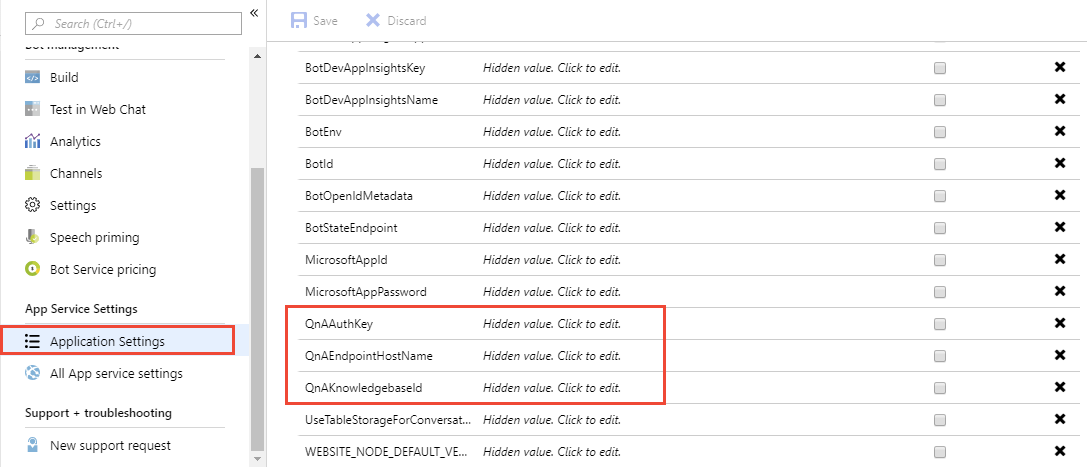 Search (Ctrl+/)
«
Save
Discard
Bot management
Build
Test in Web Chat
Analytics
Channels
Settings
Speech priming
Bot Service pricing
App Service Settings
Application Settings
All App service settings
Support + troubleshooting
New support request
BotDevAppInsightsKey Hidden value. Click to edit.
BotDevAppInsightsName Hidden value. Click to edit.
BotEnv Hidden value. Click to edit.
BotId Hidden value. Click to edit.
BotOpenIdMetadata Hidden value. Click to edit.
BotStateEndpoint Hidden value. Click to edit.
MicrosoftAppId Hidden value. Click to edit.
MicrosoftAppPassword Hidden value. Click to edit.
QnAAuthKey Hidden value. Click to edit.
QnAEndpointHostName Hidden value. Click to edit.
QnAKnowledgebaseId Hidden value. Click to edit.
UseTableStorageForConversat... Hidden value. Click to edit.
WEBSITE_NODE_DEFAULT_VE... Hidden value. Click to edit.